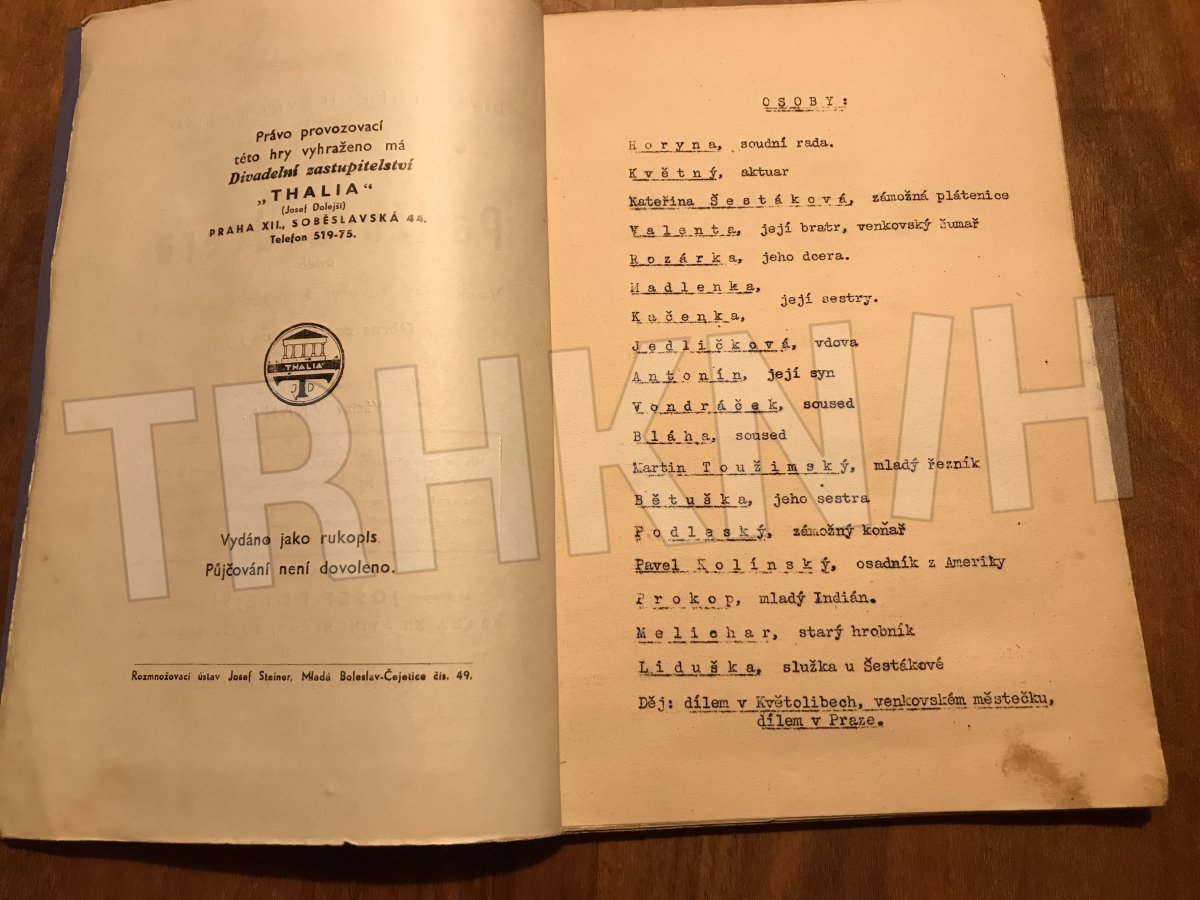 Právo provozovací
této hry vyhraženo má
Divadelní zastupitelství
„THALIA“
(Josef Dolejší)
PRAHA XII., SOBĚSLAVSKÁ 44.
Telefon 519-75.
THALIA
J D
Vydáno jako rukopis.
Půjčování není dovoleno.
Rozmnožovací ústav Josef Steiner, Mladá Boleslav-Čejetice čís. 49.
OSOBY:
Horyna, soudní rada.
Květný, aktuar
Kateřina Šestáková, zámožná plátenice
Valenta, její bratr, venkovský šumař
Rozárka, jeho dcera.
Madlenka,
její sestry.
Kačenka,
Jedličková, vdova
Antonín, její syn
Vondráček, soused
Bláha, soused
Martin Toužimský, mladý řezník
Bětuška, jeho sestra
Podleský, zámožný koňař
Pavel Kolínský, osadník z Ameriky
Prokop, mladý Indián.
Melichar, starý hrobník
Liduška, služka u Šestákové
Děj: dílem v Květolibech, venkovském městečku,
dílem v Praze.
TRHKNIH